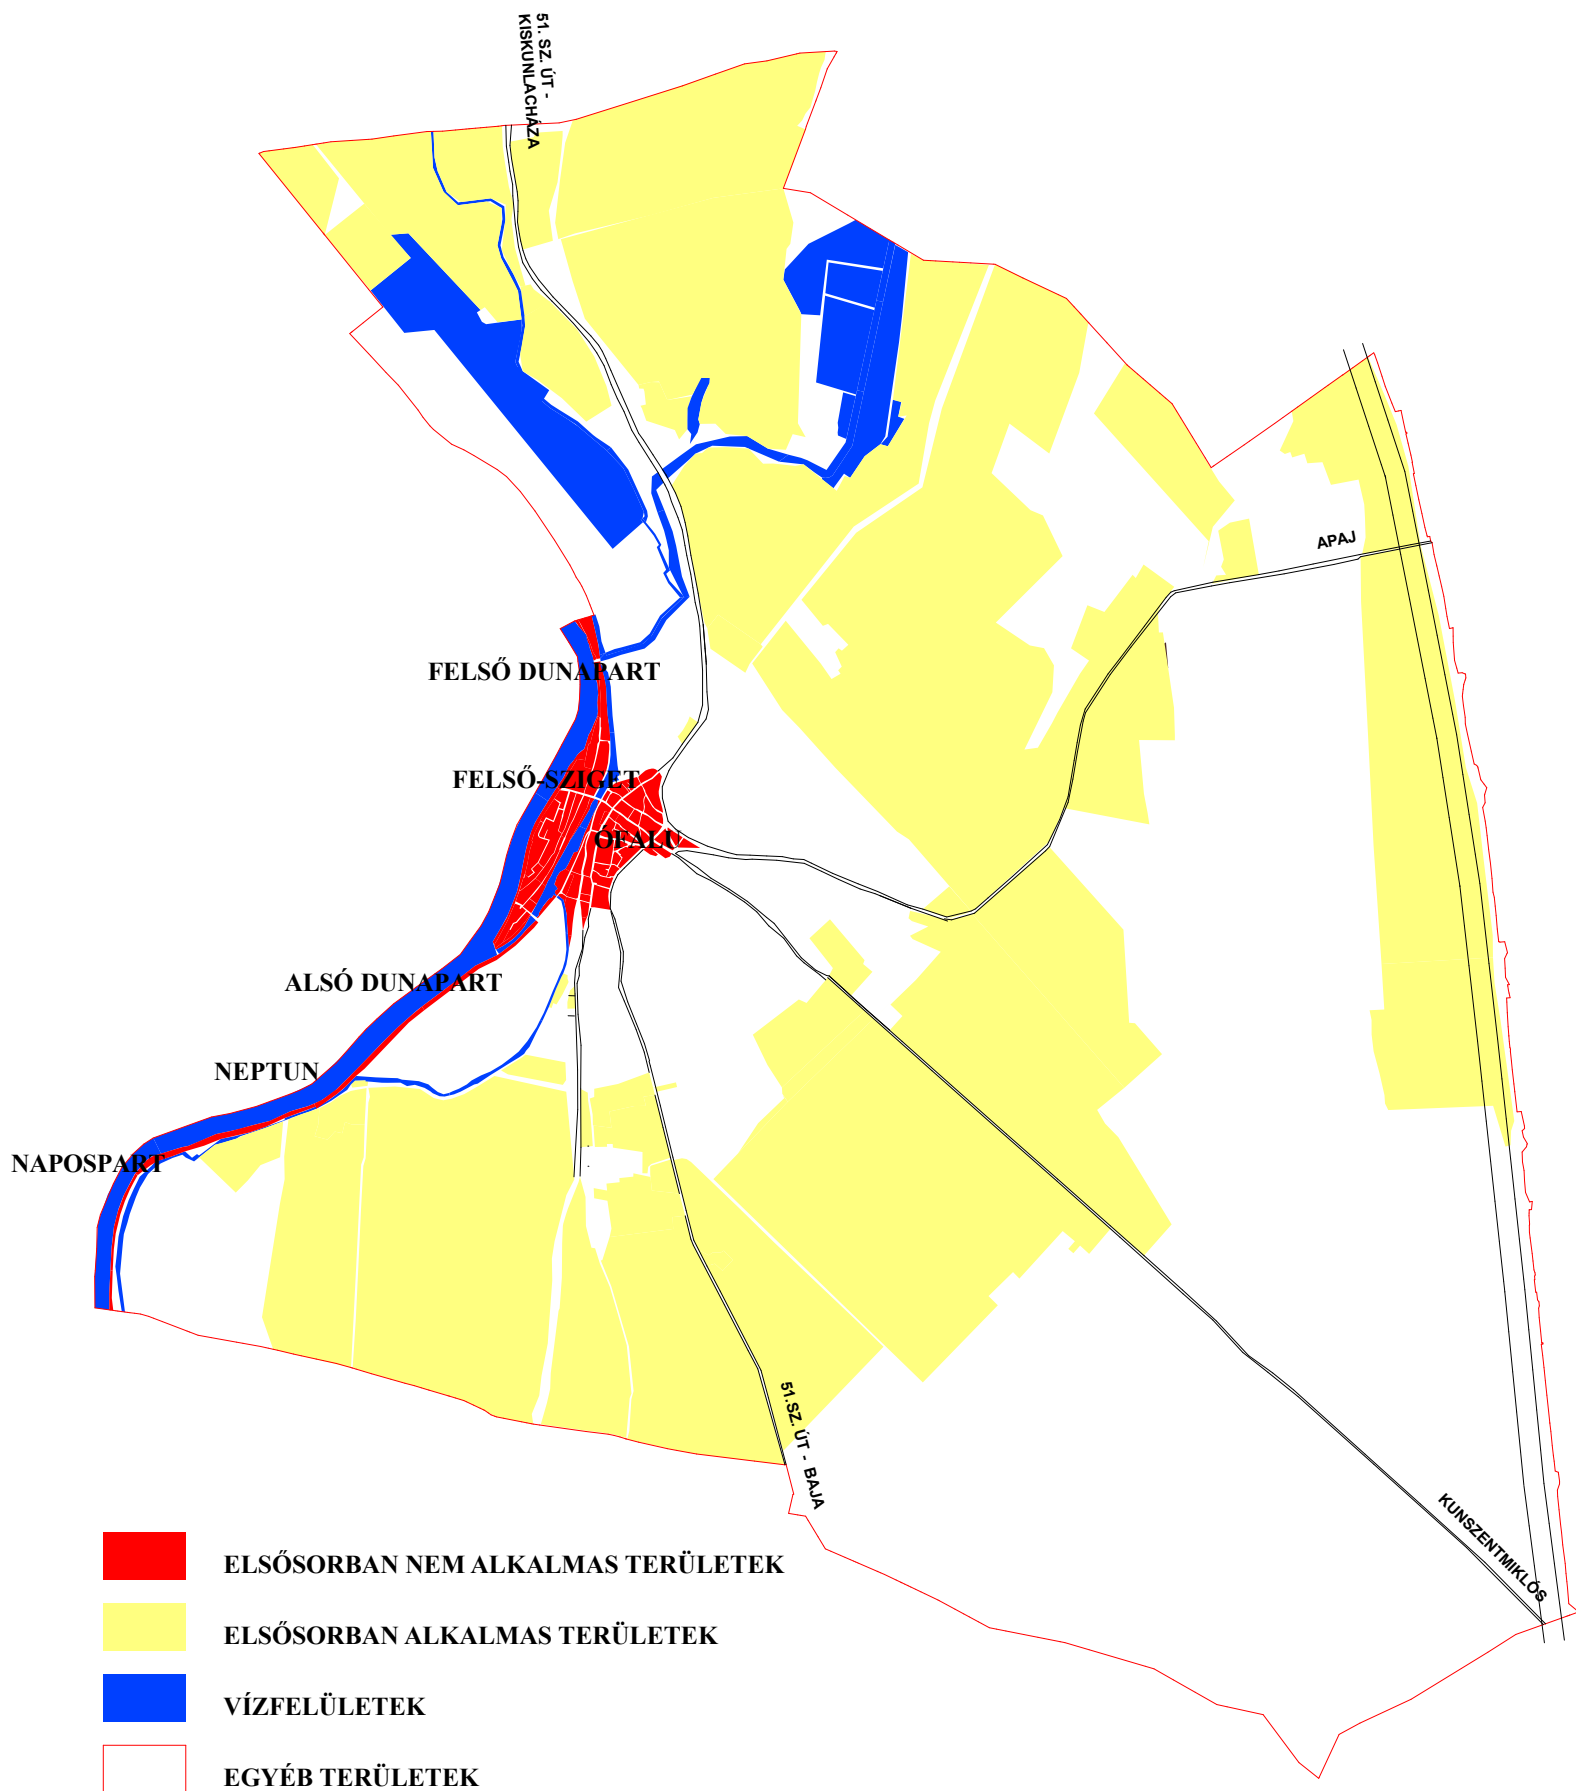 51. SZ. ÚT -
KISKUNLACHÁZA
APAJ
FELSŐ DUNAPART
FELSŐ-SZIGET
ÓFALU
ALSÓ DUNAPART
NEPTUN
NAPOSPART
51.SZ. ÚT - BAJA
KUNSZENTMIKLÓS
ELSŐSORBAN NEM ALKALMAS TERÜLETEK
ELSŐSORBAN ALKALMAS TERÜLETEK
VÍZFELÜLETEK
EGYÉB TERÜLETEK